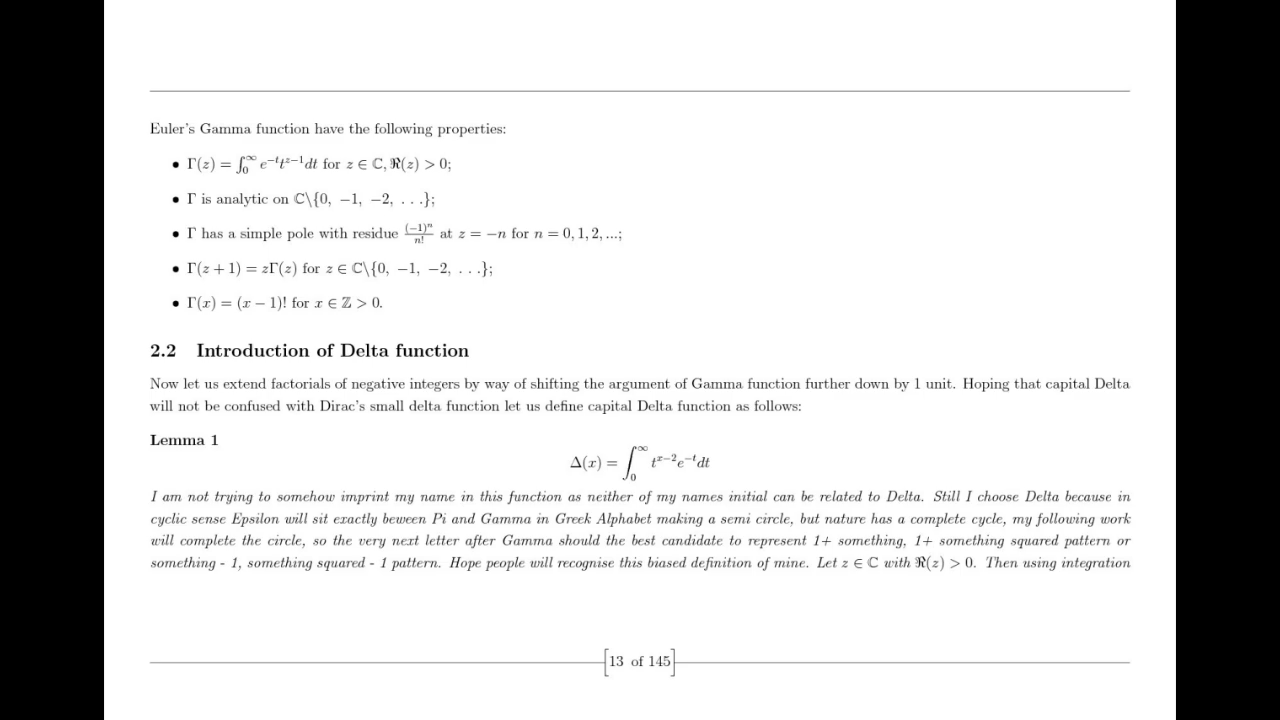 Euler's Gamma function have the following properties:
• Γ(z) = ∫₀^∞ e^{−t}t^{z−1}dt for z ∈ ℂ, ℜ(z) > 0;
• Γ is analytic on ℂ\{0, −1, −2, . . .};
• Γ has a simple pole with residue (−1)^n/n! at z = −n for n = 0, 1, 2, ...;
• Γ(z + 1) = zΓ(z) for z ∈ ℂ\{0, −1, −2, . . .};
• Γ(x) = (x − 1)! for x ∈ ℤ > 0.
2.2 Introduction of Delta function
Now let us extend factorials of negative integers by way of shifting the argument of Gamma function further down by 1 unit. Hoping that capital Delta
will not be confused with Dirac's small delta function let us define capital Delta function as follows:
Lemma 1
Δ(x) = ∫₀^∞ t^{x−2}e^{−t}dt
I am not trying to somehow imprint my name in this function as neither of my names initial can be related to Delta. Still I choose Delta because in
cyclic sense Epsilon will sit exactly beween Pi and Gamma in Greek Alphabet making a semi circle, but nature has a complete cycle, my following work
will complete the circle, so the very next letter after Gamma should the best candidate to represent 1+ something, 1+ something squared pattern or
something - 1, something squared - 1 pattern. Hope people will recognise this biased definition of mine. Let z ∈ ℂ with ℜ(z) > 0. Then using integration
[13 of 145]